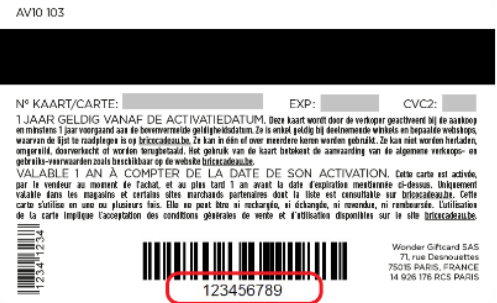 AV10 103
N° KAART/CARTE:
EXP:
CVC2:
1 JAAR GELDIG VANAF DE ACTIVATIEDATUM. Deze kaart wordt door de verkoper geactiveerd bij de aankoop
en minstens 1 jaar voorgaand aan de bovenvermelde geldigheidsdatum. Ze is enkel geldig bij deelnemende winkels en bepaalde webshops,
waarvan de lijst te raadplegen is op bricocadeau.be. Ze kan in één of over meerdere keren worden gebruikt. Ze kan niet worden herladen,
omgeruild, doorverkocht of worden terugbetaald. Het gebruik van de kaart betekent de aanvaarding van de algemene verkoops- en
gebruiks-voorwaarden zoals beschikbaar op de website bricocadeau.be.
VALABLE 1 AN À COMPTER DE LA DATE DE SON ACTIVATION. Cette carte est activée,
par le vendeur au moment de l'achat, et au plus tard 1 an avant la date d'expiration mentionnée ci-dessus. Uniquement
valable dans les magasins et certains sites marchands partenaires dont la liste est consultable sur bricocadeau.be. Cette
carte s'utilise en une ou plusieurs fois. Elle ne peut être ni rechargée, ni échangée, ni revendue, ni remboursée. L'utilisation
de la carte implique l'acceptation des conditions générales de vente et d'utilisation disponibles sur le site bricocadeau.be.
12341234 1234
123456789
Wonder Giftcard SAS
71, rue Desnouettes
75015 PARIS, FRANCE
14 926 176 RCS PARIS